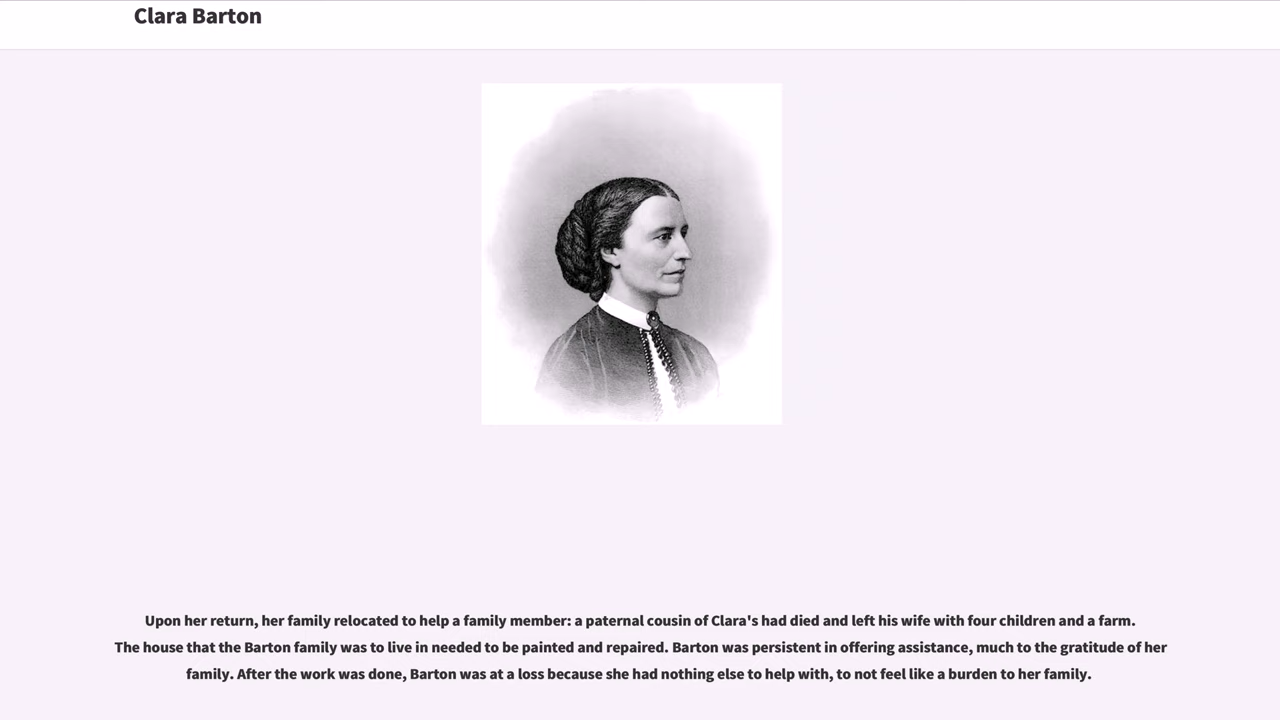 Clara Barton
Upon her return, her family relocated to help a family member: a paternal cousin of Clara's had died and left his wife with four children and a farm.
The house that the Barton family was to live in needed to be painted and repaired. Barton was persistent in offering assistance, much to the gratitude of her
family. After the work was done, Barton was at a loss because she had nothing else to help with, to not feel like a burden to her family.